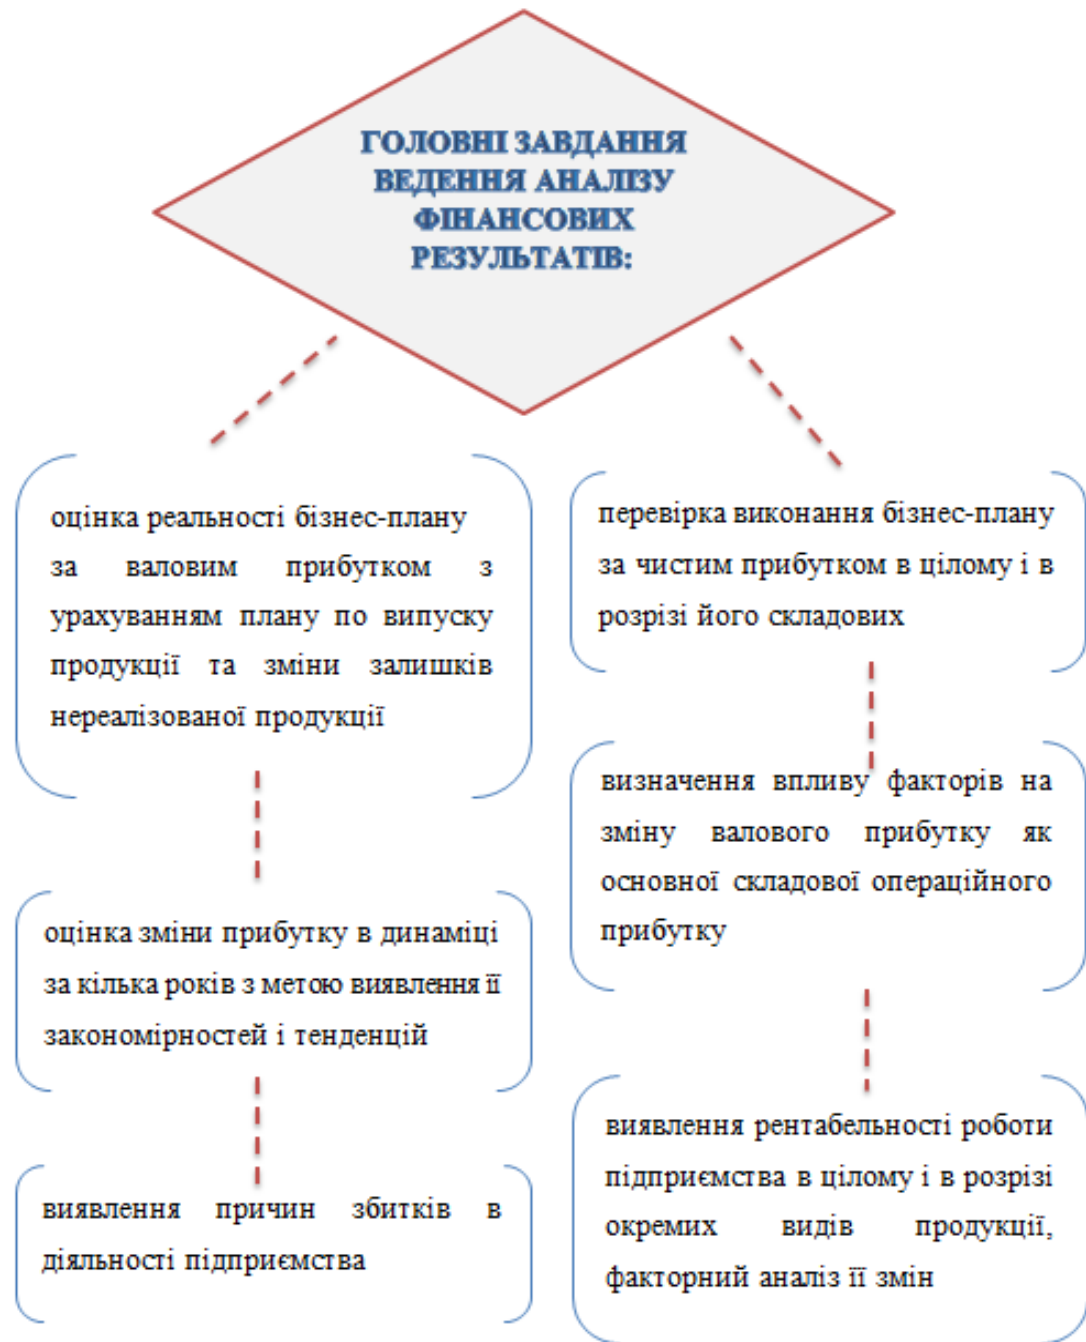 ГОЛОВНІ ЗАВДАННЯ
ВЕДЕННЯ АНАЛІЗУ
ФІНАНСОВИХ
РЕЗУЛЬТАТІВ:
оцінка реальності бізнес-плану
за валовим прибутком з
урахуванням плану по випуску
продукції та зміни залишків
нереалізованої продукції
оцінка зміни прибутку в динаміці
за кілька років з метою виявлення її
закономірностей і тенденцій
виявлення причин збитків в
діяльності підприємства
перевірка виконання бізнес-плану
за чистим прибутком в цілому і в
розрізі його складових
визначення впливу факторів на
зміну валового прибутку як
основної складової операційного
прибутку
виявлення рентабельності роботи
підприємства в цілому і в розрізі
окремих видів продукції,
факторний аналіз її змін